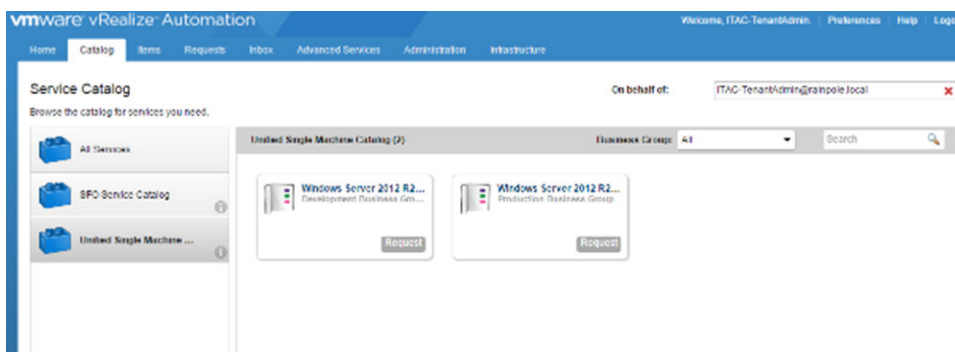 vmware vRealize Automation
Welcome, ITAC-TenantAdmin. Preferences Help Logo
Home Catalog Items Requests Inbox Advanced Services Administration Infrastructure
Service Catalog
On behalf of: ITAC-TenantAdmin@rainpole.local
Browse the catalog for services you need.
All Services
Unified Single Machine Catalog (2)
Business Group: All
Search
SFO Service Catalog
Windows Server 2012 R2...
Development Business Gro...
Request
Windows Server 2012 R2...
Production Business Group
Request
Unified Single Machine ...